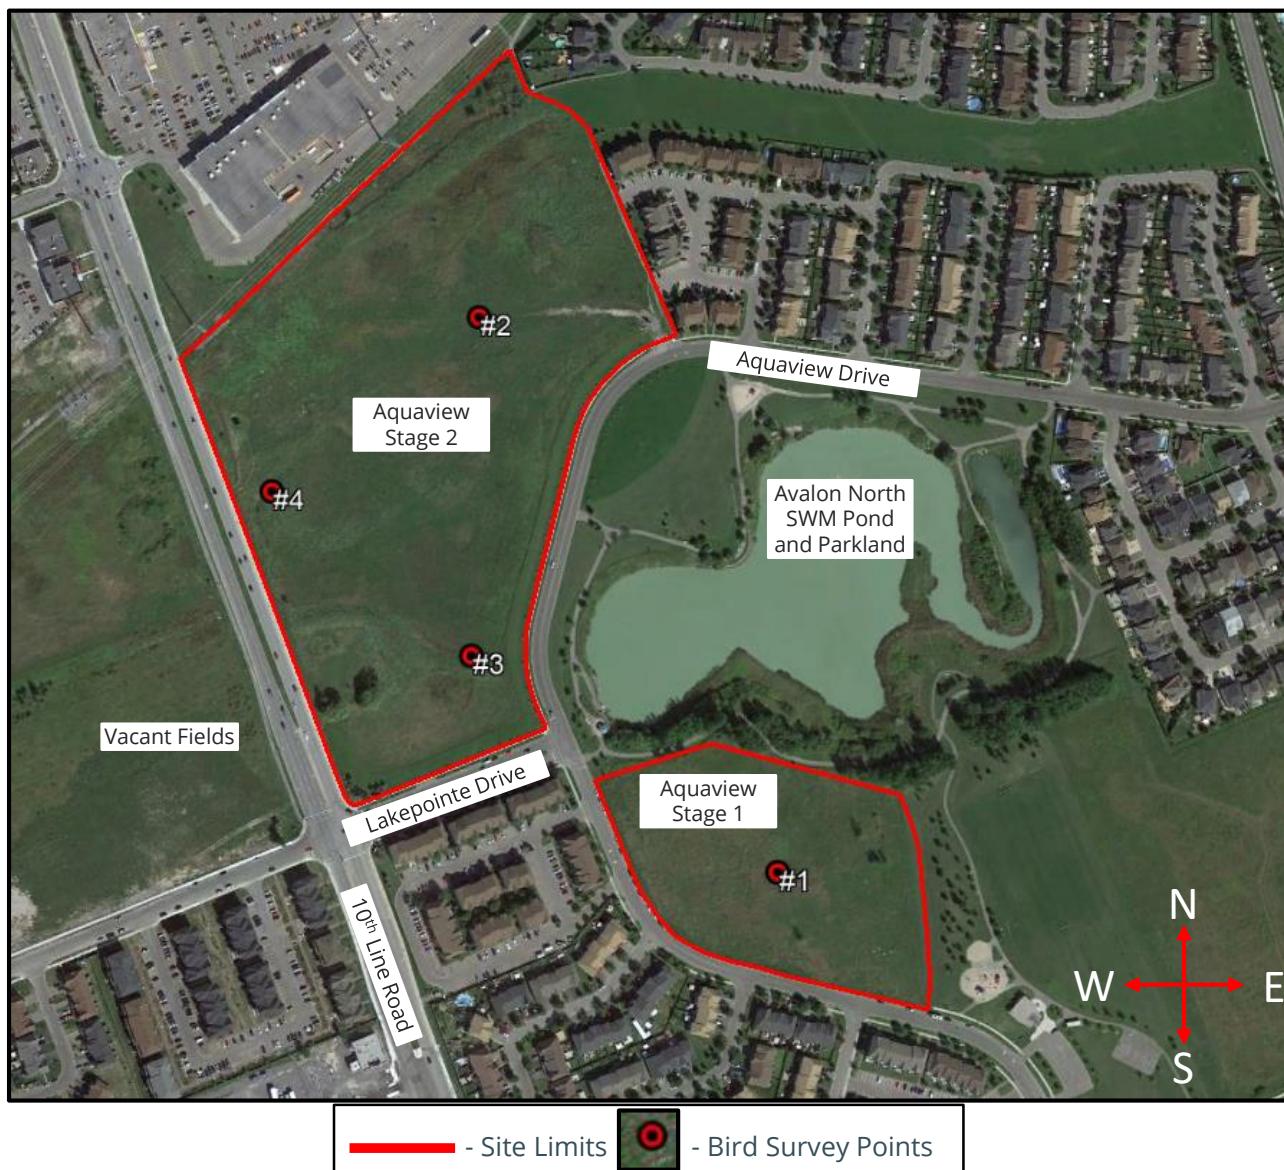 #2
Aquaview Drive
Aquaview
Stage 2
#4
Avalon North
SWM Pond
and Parkland
#3
Vacant Fields
Lakepointe Drive
Aquaview
Stage 1
#1
10th Line Road
N
W E
S
- Site Limits - Bird Survey Points